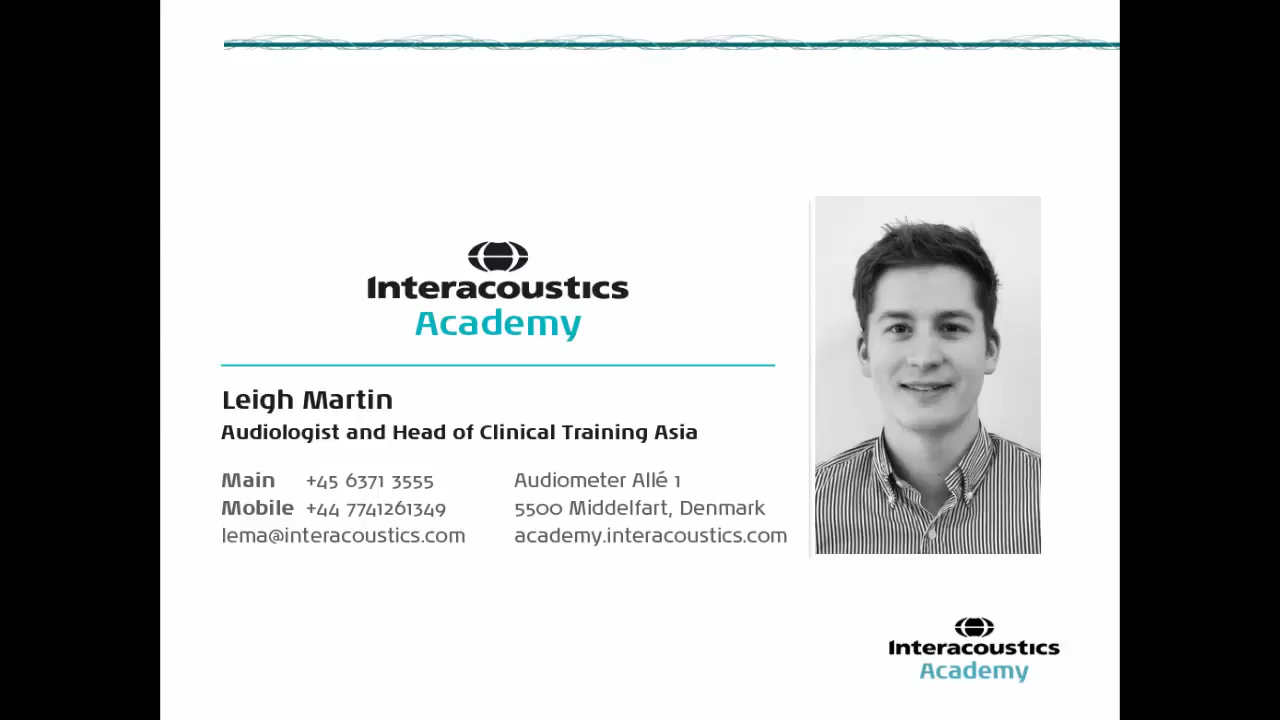 Interacoustics
Academy
Leigh Martin
Audiologist and Head of Clinical Training Asia
Main +45 6371 3555
Mobile +44 7741261349
lema@interacoustics.com
Audiometer Allé 1
5500 Middelfart, Denmark
academy.interacoustics.com
Interacoustics
Academy